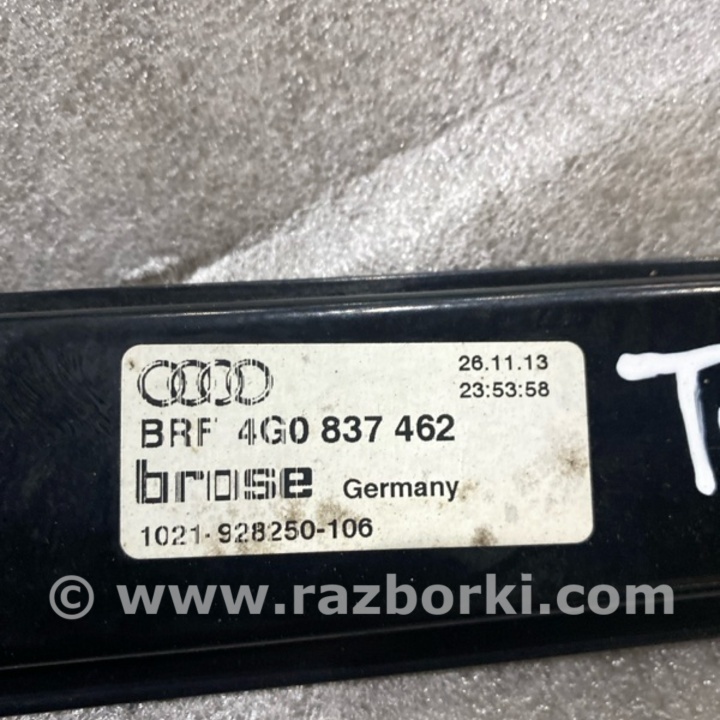 26.11.13
23:53:58
BRF 4G0 837 462
brose Germany
1021-928250-106
© www.razborki.com